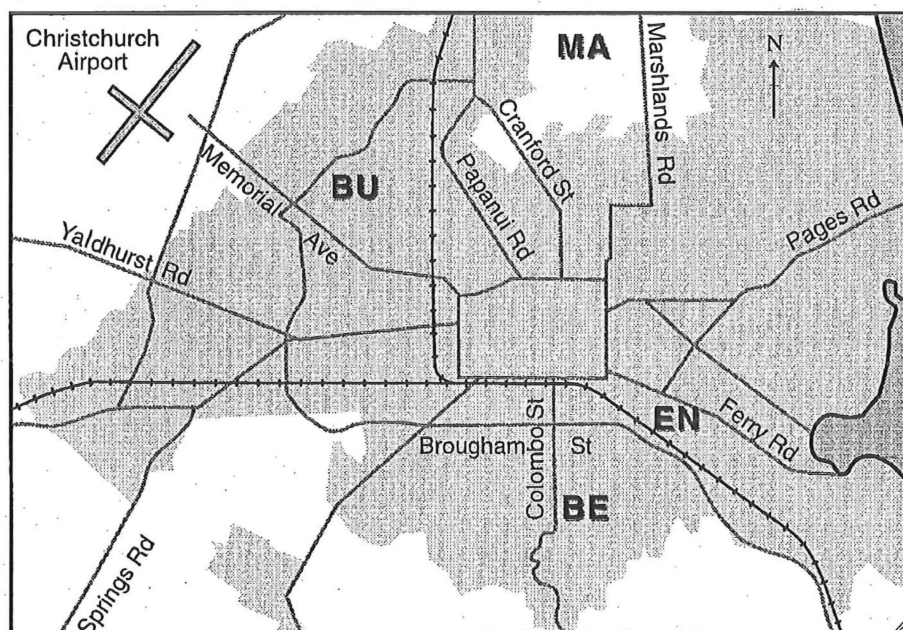 Christchurch
Airport
MA
N
Marshlands Rd
Cranford St
Papanui Rd
Memorial
Ave
BU
Yaldhurst Rd
Pages Rd
EN
Ferry Rd
Brougham
St
Colombo St
BE
Springs Rd